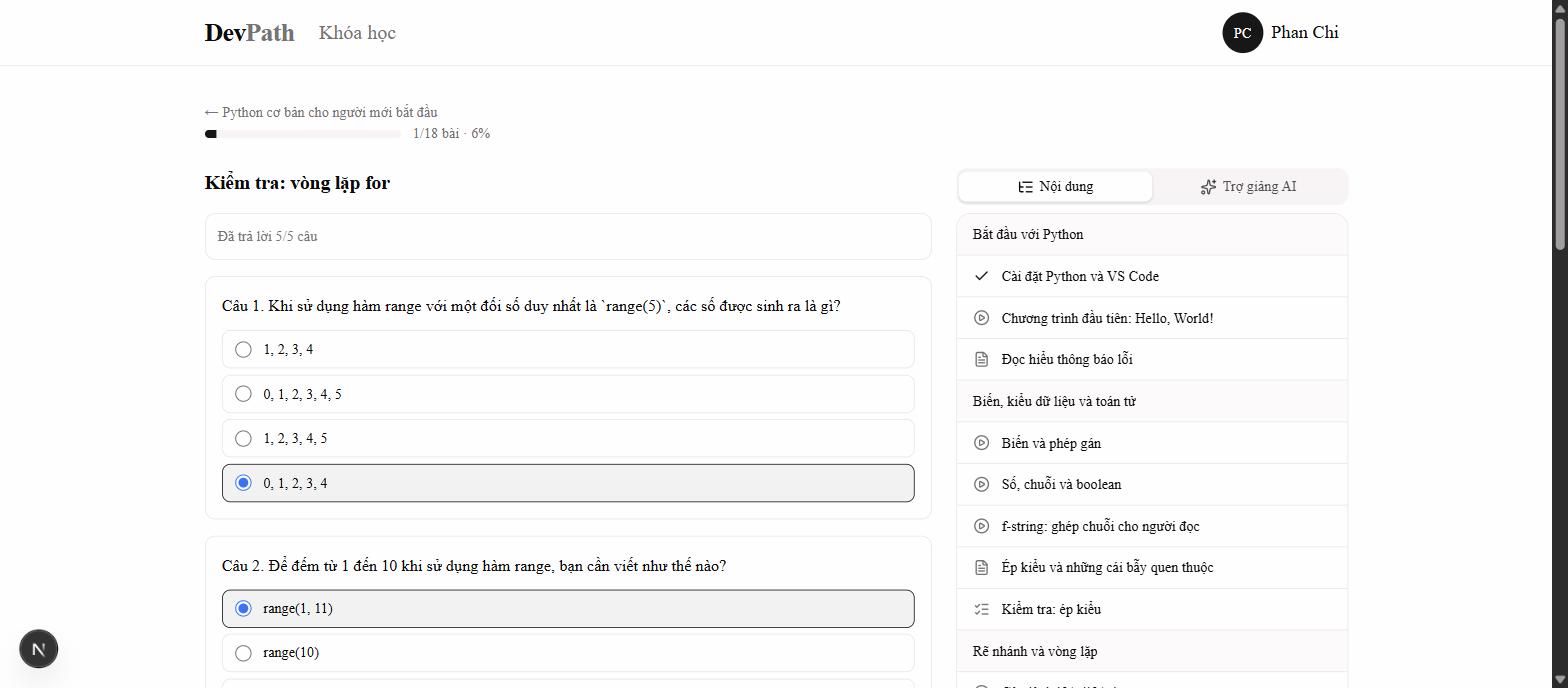 DevPath Khóa học
PC Phan Chi
← Python cơ bản cho người mới bắt đầu
1/18 bài · 6%
Kiểm tra: vòng lặp for
Đã trả lời 5/5 câu
Câu 1. Khi sử dụng hàm range với một đối số duy nhất là `range(5)`, các số được sinh ra là gì?
1, 2, 3, 4
0, 1, 2, 3, 4, 5
1, 2, 3, 4, 5
0, 1, 2, 3, 4
Câu 2. Để đếm từ 1 đến 10 khi sử dụng hàm range, bạn cần viết như thế nào?
range(1, 11)
range(10)
Nội dung
Trợ giảng AI
Bắt đầu với Python
Cài đặt Python và VS Code
Chương trình đầu tiên: Hello, World!
Đọc hiểu thông báo lỗi
Biến, kiểu dữ liệu và toán tử
Biến và phép gán
Số, chuỗi và boolean
f-string: ghép chuỗi cho người đọc
Ép kiểu và những cái bẫy quen thuộc
Kiểm tra: ép kiểu
Rẽ nhánh và vòng lặp
N